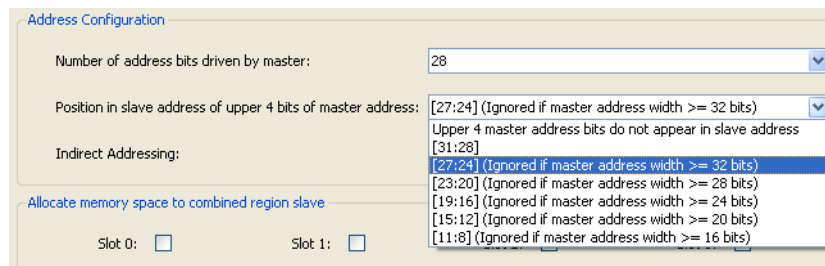 Address Configuration
Number of address bits driven by master:
28
Position in slave address of upper 4 bits of master address:
[27:24] (Ignored if master address width >= 32 bits)
Upper 4 master address bits do not appear in slave address
[31:28]
Indirect Addressing:
[27:24] (Ignored if master address width >= 32 bits)
[23:20] (Ignored if master address width >= 28 bits)
[19:16] (Ignored if master address width >= 24 bits)
Allocate memory space to combined region slave
[15:12] (Ignored if master address width >= 20 bits)
[11:8] (Ignored if master address width >= 16 bits)
Slot 0:
Slot 1: